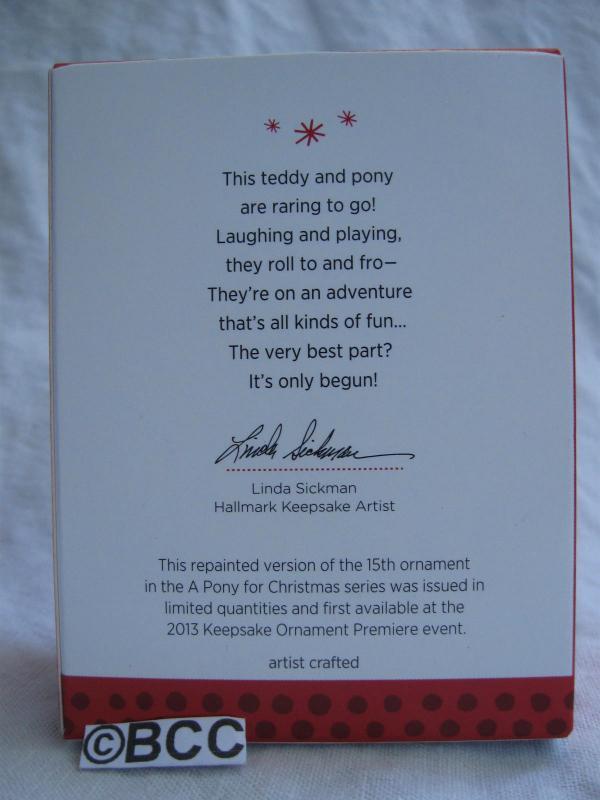 This teddy and pony
are raring to go!
Laughing and playing,
they roll to and fro—
They're on an adventure
that's all kinds of fun...
The very best part?
It's only begun!
Linda Sickman
Linda Sickman
Hallmark Keepsake Artist
This repainted version of the 15th ornament
in the A Pony for Christmas series was issued in
limited quantities and first available at the
2013 Keepsake Ornament Premiere event.
artist crafted
©BCC